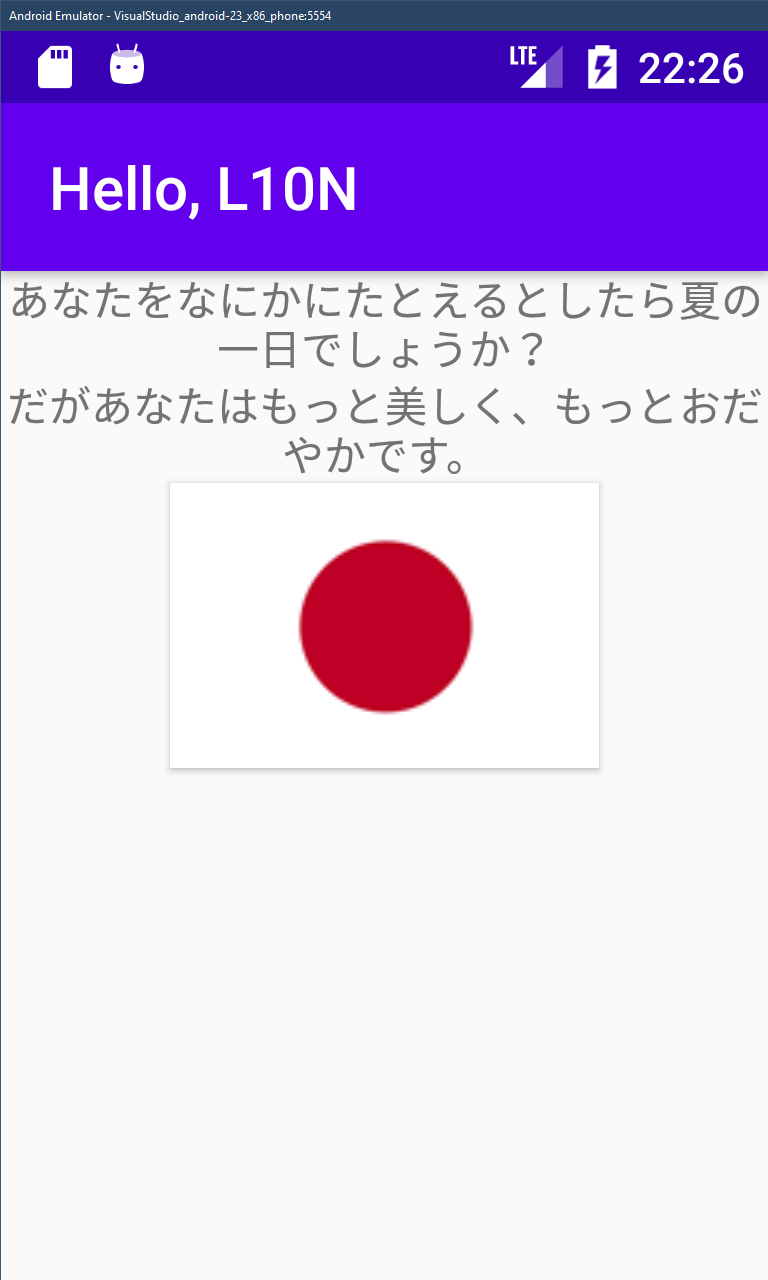 Android Emulator - VisualStudio_android-23_x86_phone:5554
LTE 22:26
Hello, L10N
あなたをなにかにたとえるとしたら夏の
一日でしょうか？
だがあなたはもっと美しく、もっとおだ
やかです。